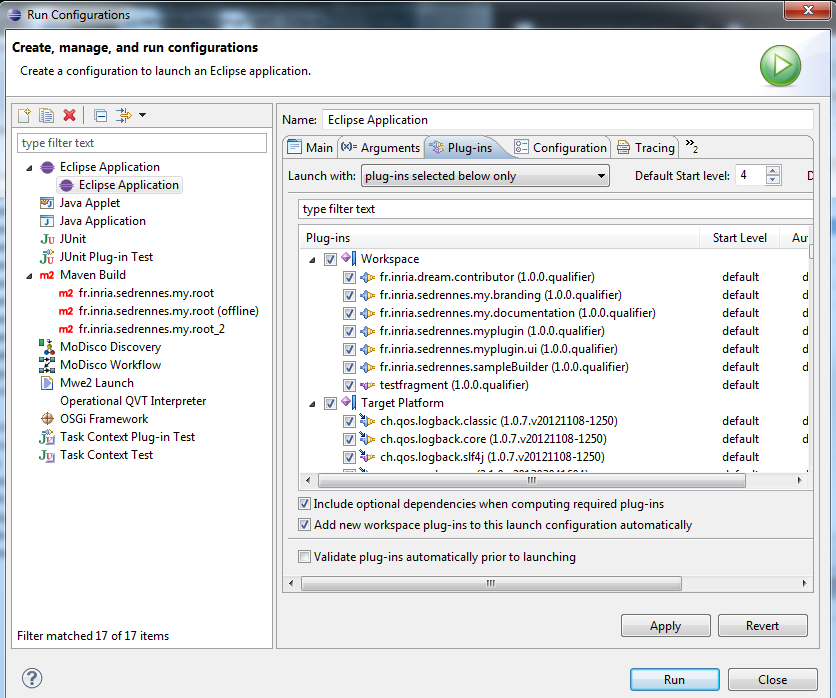 Run Configurations
Create, manage, and run configurations
Create a configuration to launch an Eclipse application.
type filter text
Eclipse Application
Eclipse Application
Java Applet
Java Application
JUnit
JUnit Plug-in Test
Maven Build
fr.inria.sedrennes.my.root
fr.inria.sedrennes.my.root (offline)
fr.inria.sedrennes.my.root_2
MoDisco Discovery
MoDisco Workflow
Mwe2 Launch
Operational QVT Interpreter
OSGi Framework
Task Context Plug-in Test
Task Context Test
Filter matched 17 of 17 items
Name: Eclipse Application
Main Arguments Plug-ins Configuration Tracing »2
Launch with: plug-ins selected below only Default Start level: 4 D
type filter text
Plug-ins Start Level Au
Workspace
fr.inria.dream.contributor (1.0.0.qualifier) default d
fr.inria.sedrennes.my.branding (1.0.0.qualifier) default d
fr.inria.sedrennes.my.documentation (1.0.0.qualifier) default d
fr.inria.sedrennes.myplugin (1.0.0.qualifier) default d
fr.inria.sedrennes.myplugin.ui (1.0.0.qualifier) default d
fr.inria.sedrennes.sampleBuilder (1.0.0.qualifier) default d
testfragment (1.0.0.qualifier) default
Target Platform
ch.qos.logback.classic (1.0.7.v20121108-1250) default d
ch.qos.logback.core (1.0.7.v20121108-1250) default d
ch.qos.logback.slf4j (1.0.7.v20121108-1250) default
Include optional dependencies when computing required plug-ins
Add new workspace plug-ins to this launch configuration automatically
Validate plug-ins automatically prior to launching
Apply Revert
? Run Close